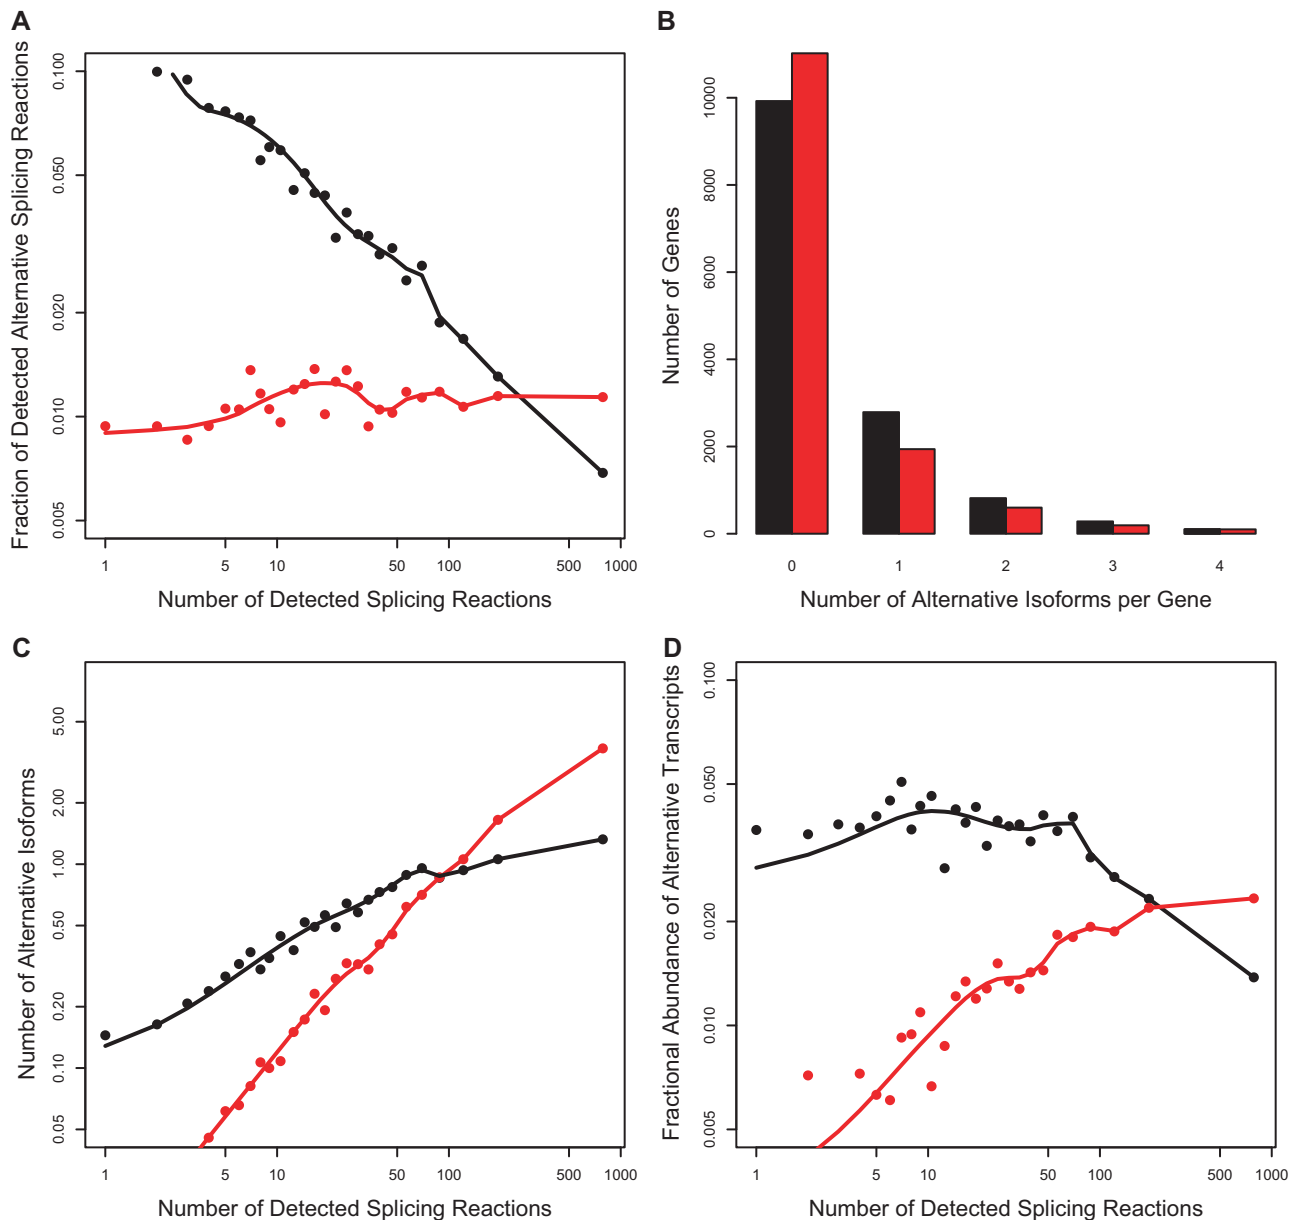 A
Fraction of Detected Alternative Splicing Reactions
0.100
0.050
0.020
0.010
0.005
1 5 10 50 100 500 1000
Number of Detected Splicing Reactions
B
Number of Genes
10000
8000
6000
4000
2000
0
0 1 2 3 4
Number of Alternative Isoforms per Gene
C
Number of Alternative Isoforms
5.00
2.00
1.00
0.50
0.20
0.10
0.05
1 5 10 50 100 500 1000
Number of Detected Splicing Reactions
D
Fractional Abundance of Alternative Transcripts
0.100
0.050
0.020
0.010
0.005
1 5 10 50 100 500 1000
Number of Detected Splicing Reactions